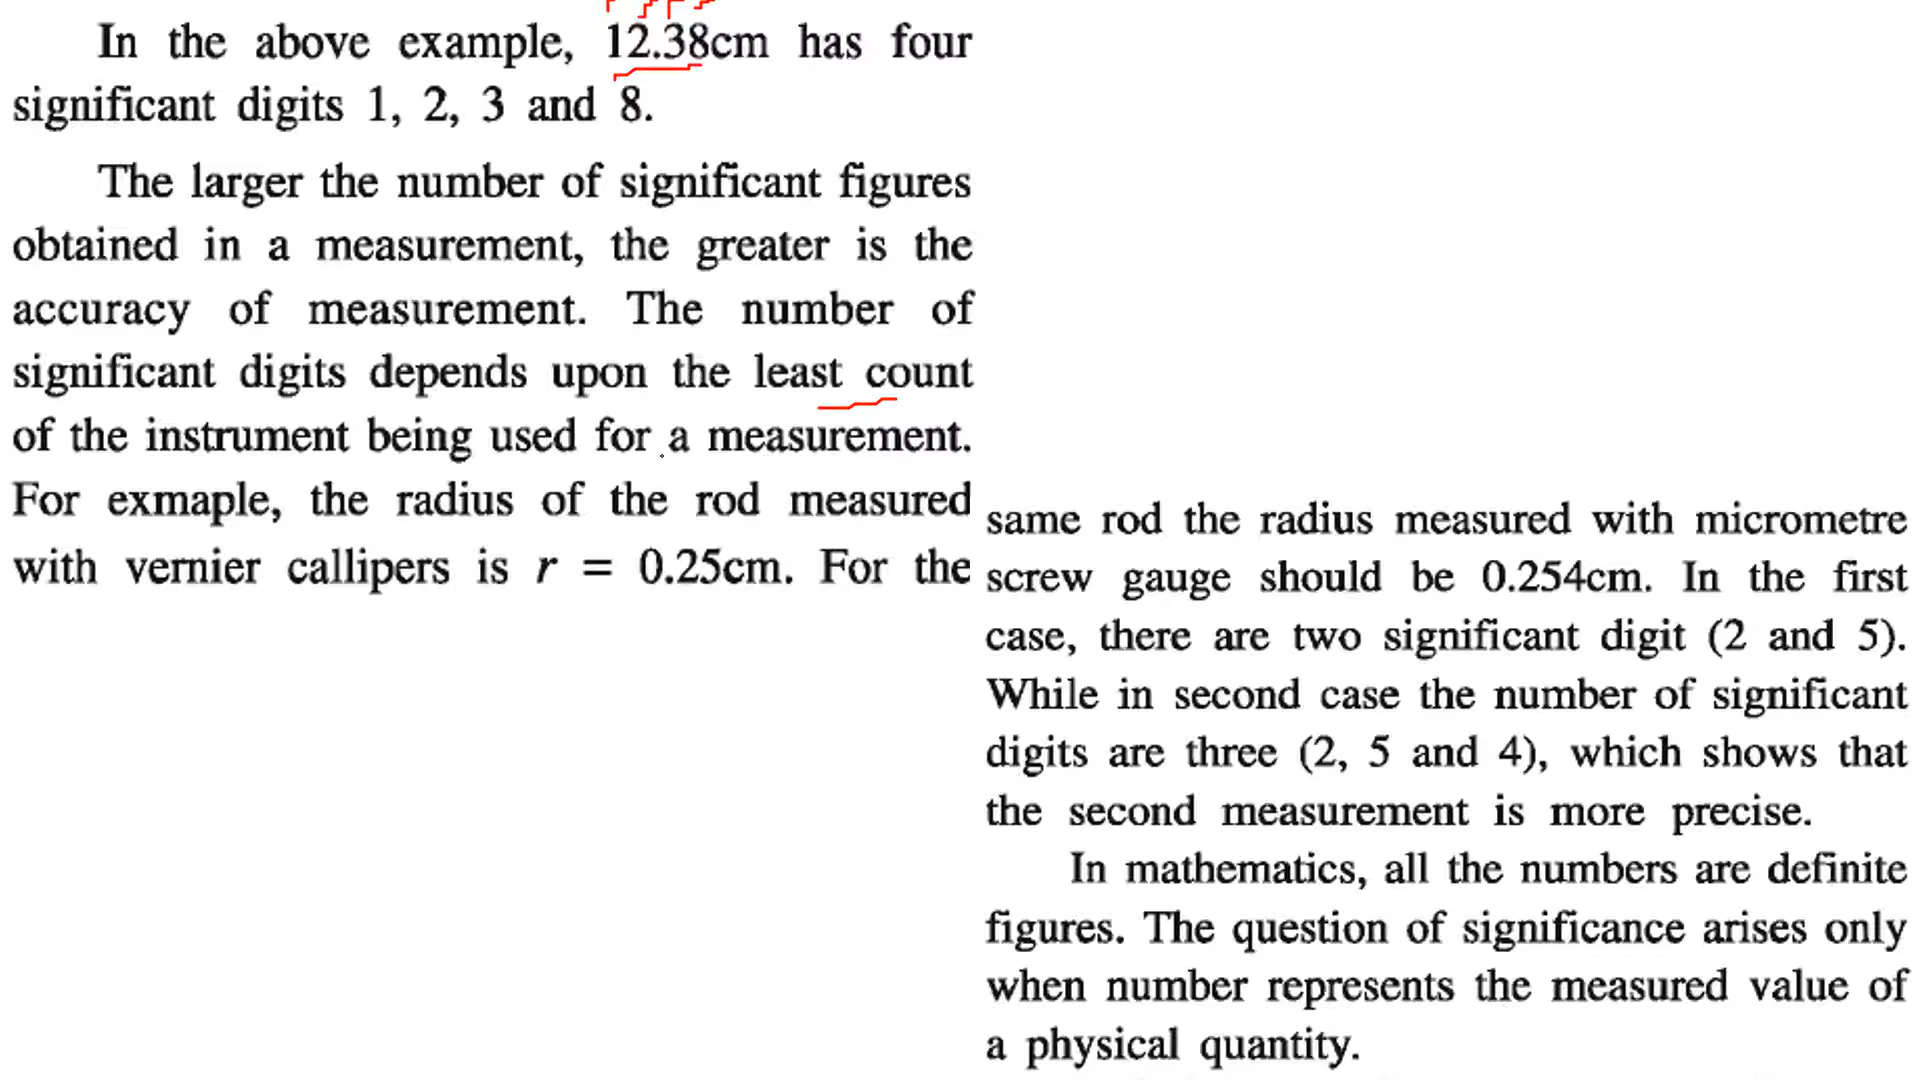 In the above example, 12.38cm has four
significant digits 1, 2, 3 and 8.
The larger the number of significant figures
obtained in a measurement, the greater is the
accuracy of measurement. The number of
significant digits depends upon the least count
of the instrument being used for a measurement.
For exmaple, the radius of the rod measured
with vernier callipers is r = 0.25cm. For the
same rod the radius measured with micrometre
screw gauge should be 0.254cm. In the first
case, there are two significant digit (2 and 5).
While in second case the number of significant
digits are three (2, 5 and 4), which shows that
the second measurement is more precise.
In mathematics, all the numbers are definite
figures. The question of significance arises only
when number represents the measured value of
a physical quantity.